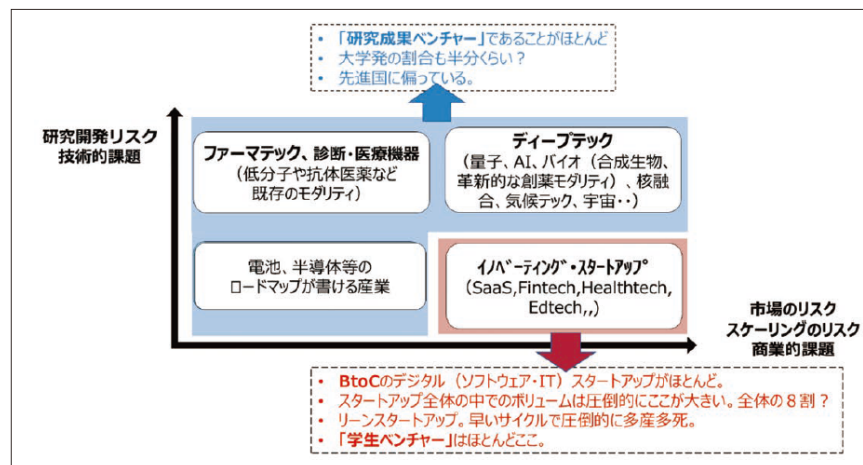 ・「研究成果ベンチャー」であることがほとんど
・大学発の割合も半分くらい？
・先進国に偏っている。
研究開発リスク
技術的課題
ファーマテック、診断・医療機器
（低分子や抗体医薬など
既存のモダリティ）
ディープテック
（量子、AI、バイオ（合成生物、
革新的な創薬モダリティ）、核融
合、気候テック、宇宙‥）
電池、半導体等の
ロードマップが書ける産業
ｲﾉﾍﾞｰﾃｨﾝｸﾞ・ｽﾀｰﾄｱｯﾌﾟ
（SaaS,Fintech,Healthtech,
Edtech,,）
市場のリスク
スケーリングのリスク
商業的課題
・BtoCのデジタル（ソフトウェア・IT）スタートアップがほとんど。
・スタートアップ全体の中でのボリュームは圧倒的にここが大きい。全体の８割？
・リーンスタートアップ。早いサイクルで圧倒的に多産多死。
・「学生ベンチャー」はほとんどここ。